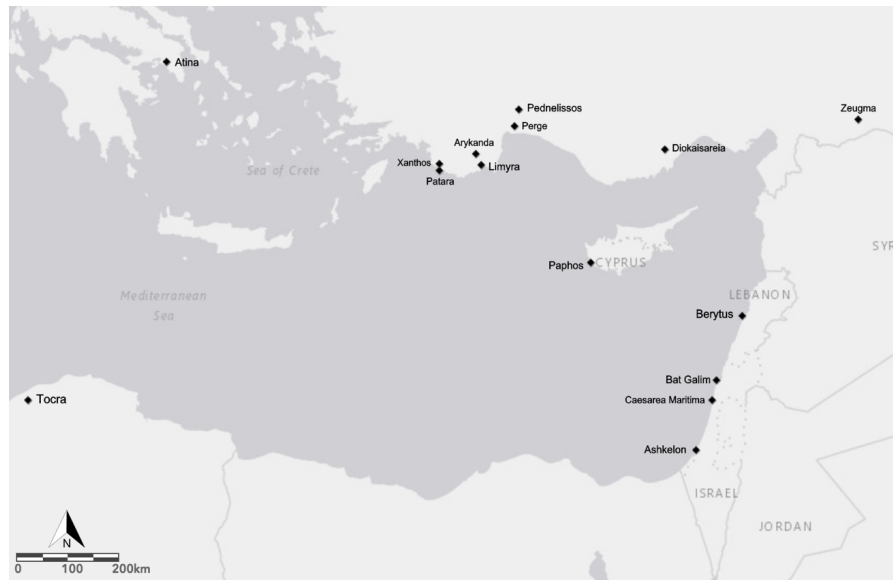 Atina
Pednelissos
Zeugma
Perge
Arykanda
Diokaisareia
Xanthos
Limyra
Sea of Crete
Patara
SYR
Paphos
CYPRUS
Mediterranean
Sea
LEBANON
Berytus
Bat Galim
Tocra
Caesarea Maritima
Ashkelon
ISRAEL
JORDAN
N
0 100 200km